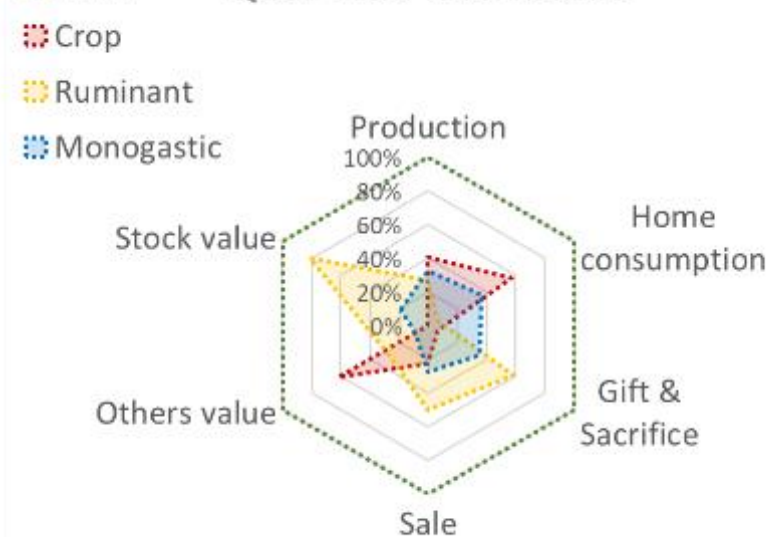 Crop
Ruminant
Monogastic
Production
100%
80%
60%
40%
20%
0%
Home
consumption
Stock value
Others value
Gift &
Sacrifice
Sale